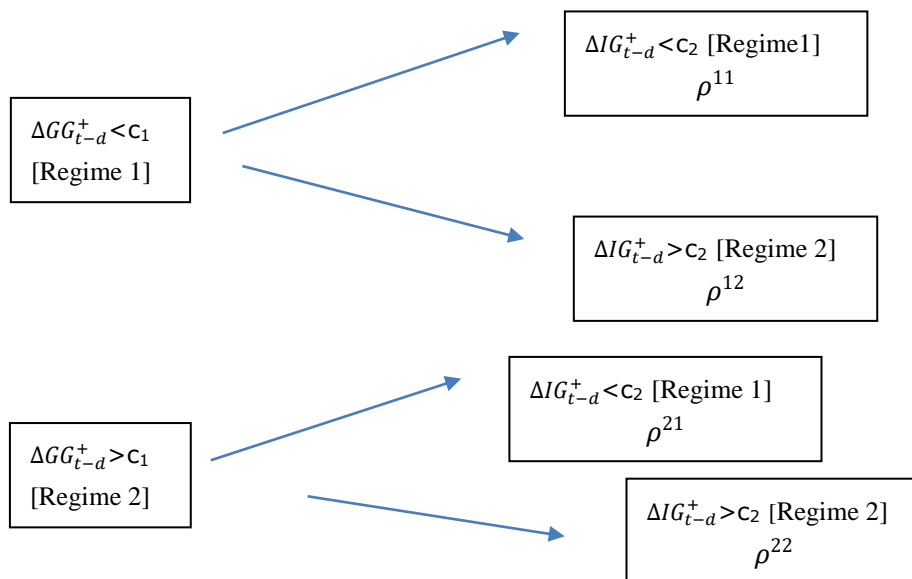 ΔIG⁺ₜ₋d<c₂ [Regime1]
ρ¹¹
ΔGG⁺ₜ₋d<c₁
[Regime 1]
ΔIG⁺ₜ₋d>c₂ [Regime 2]
ρ¹²
ΔIG⁺ₜ₋d<c₂ [Regime 1]
ρ²¹
ΔGG⁺ₜ₋d>c₁
[Regime 2]
ΔIG⁺ₜ₋d>c₂ [Regime 2]
ρ²²